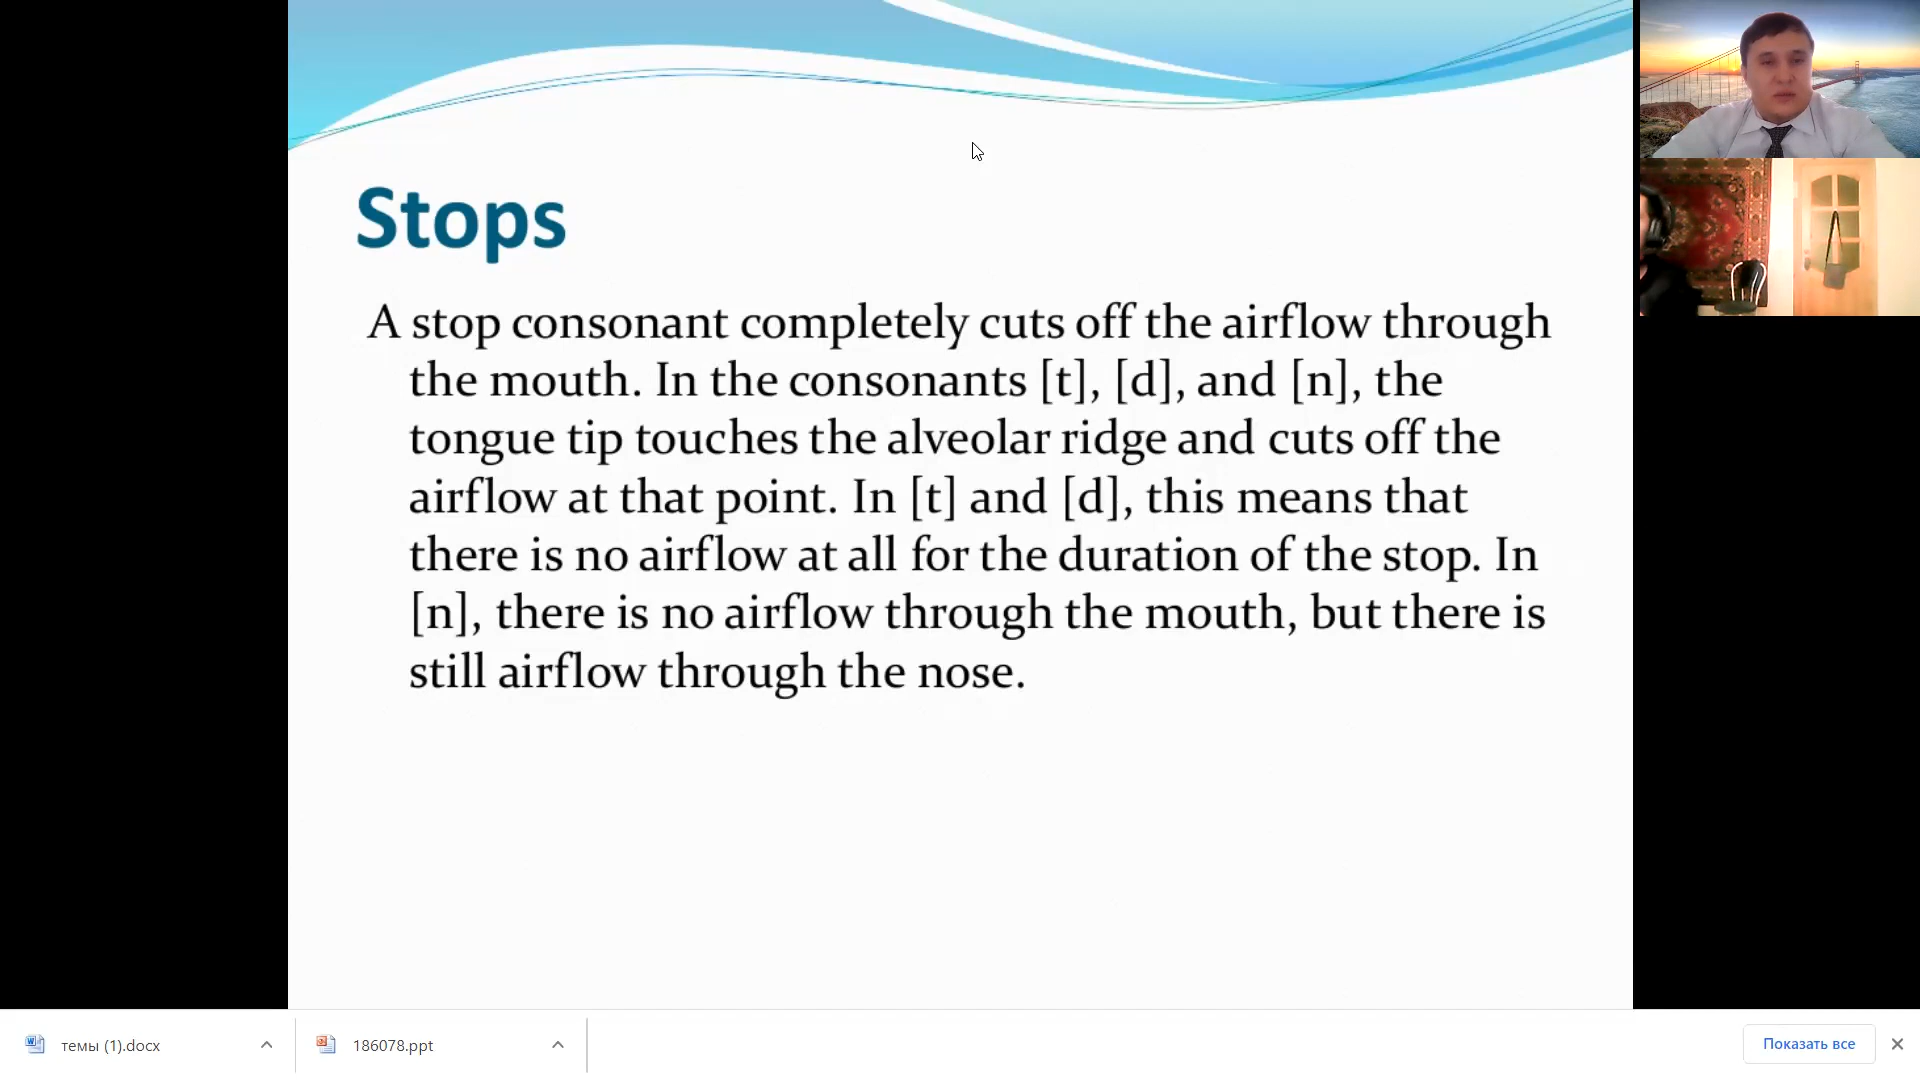 Stops
A stop consonant completely cuts off the airflow through
the mouth. In the consonants [t], [d], and [n], the
tongue tip touches the alveolar ridge and cuts off the
airflow at that point. In [t] and [d], this means that
there is no airflow at all for the duration of the stop. In
[n], there is no airflow through the mouth, but there is
still airflow through the nose.
темы (1).docx
186078.ppt
Показать все